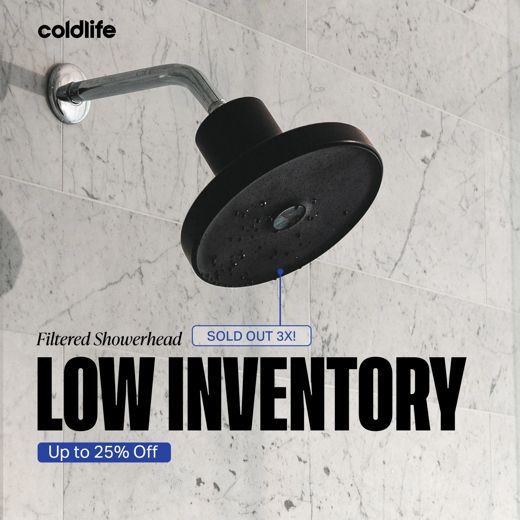 coldlife
Filtered Showerhead
SOLD OUT 3X!
LOW INVENTORY
Up to 25% Off